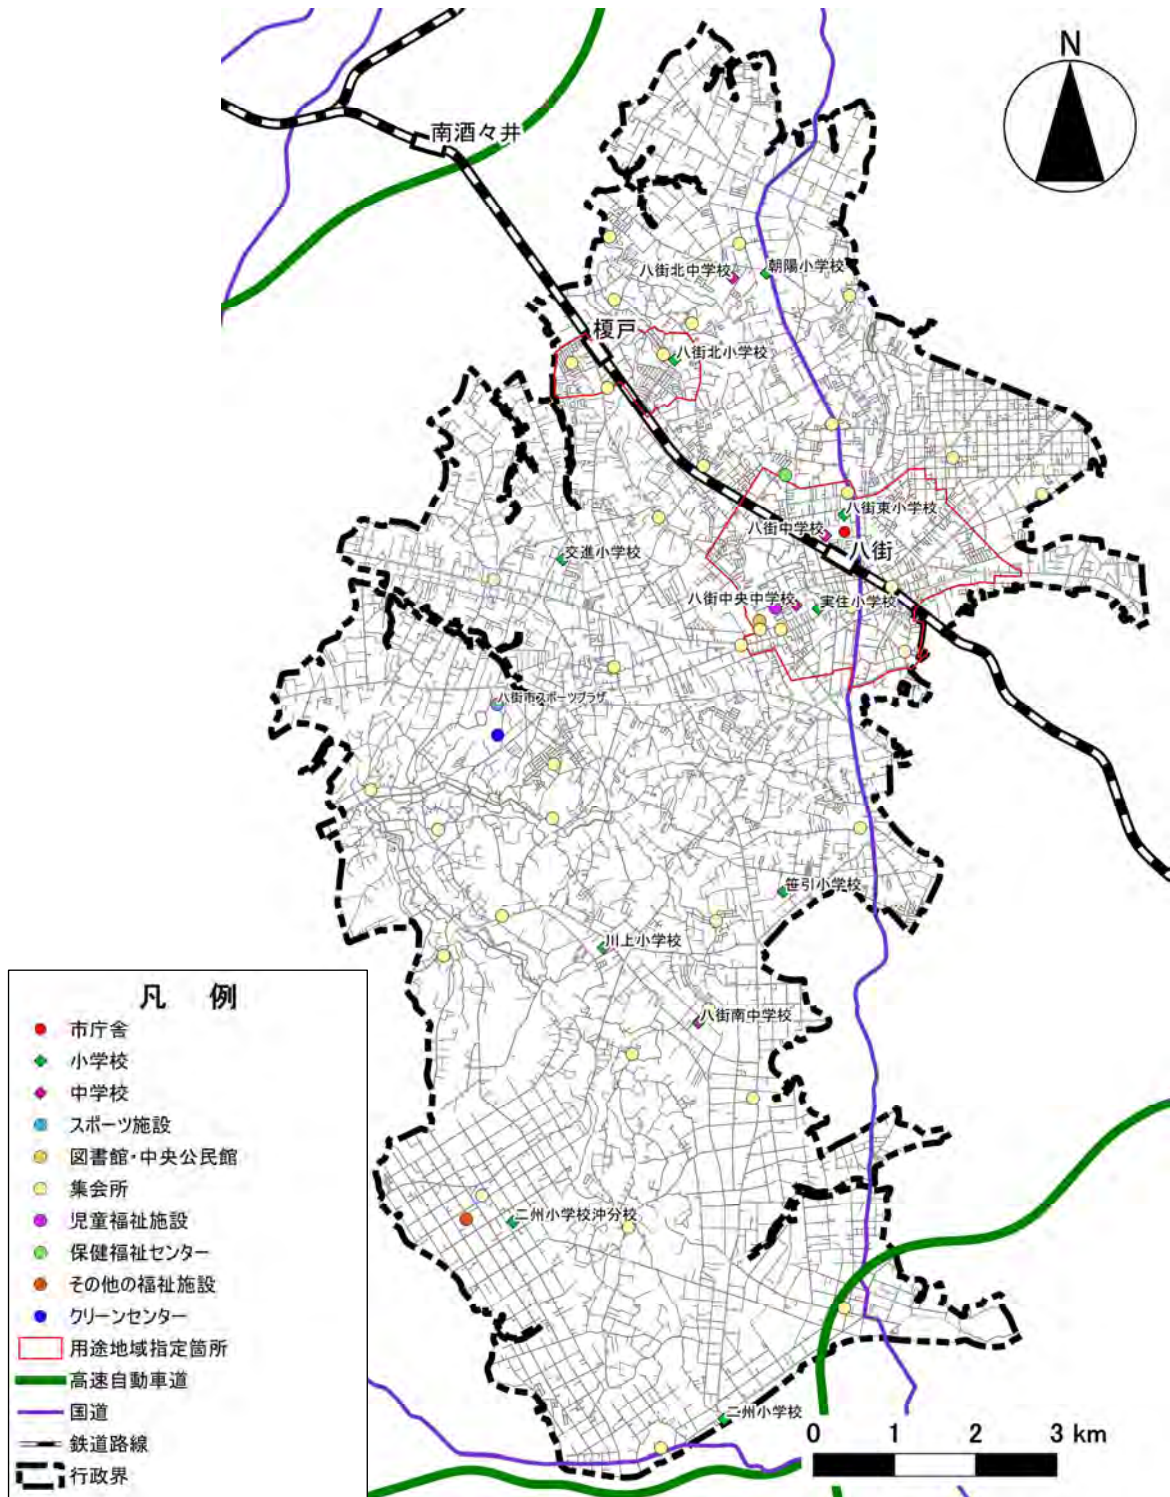 N
南酒々井
八街北中学校
朝陽小学校
榎戸
八街北小学校
八街東小学校
八街中学校
八街
交進小学校
八街中央中学校
実住小学校
八街市スポーツプラザ
笹引小学校
川上小学校
八街南中学校
二州小学校沖分校
二州小学校
凡 例
市庁舎
小学校
中学校
スポーツ施設
図書館・中央公民館
集会所
児童福祉施設
保健福祉センター
その他の福祉施設
クリーンセンター
用途地域指定箇所
高速自動車道
国道
鉄道路線
行政界
0 1 2 3 km